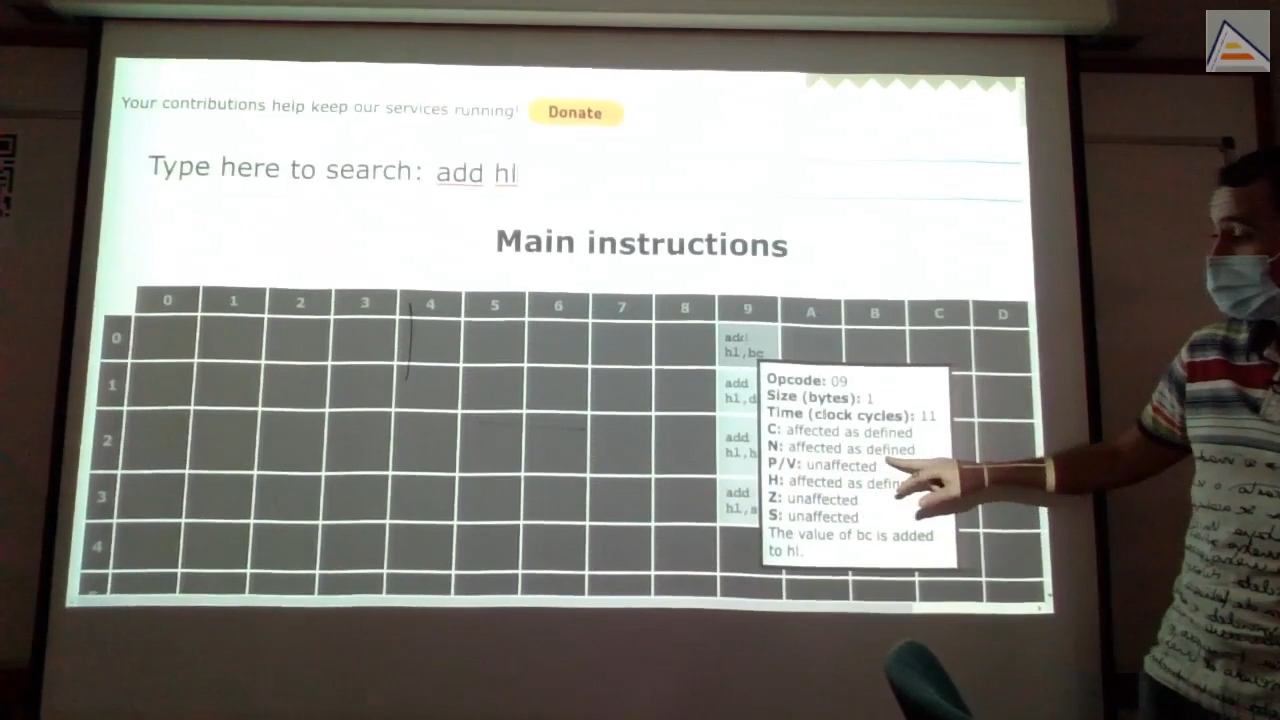 Your contributions help keep our services running! Donate
Type here to search: add hl
Main instructions
0 1 2 3 4 5 6 7 8 9 A B C D
0
add
hl,bc
1
add
hl,d
2
add
hl,h
3
add
hl,s
4
Opcode: 09
Size (bytes): 1
Time (clock cycles): 11
C: affected as defined
N: affected as defined
P/V: unaffected
H: affected as defin
Z: unaffected
S: unaffected
The value of bc is added
to hl.